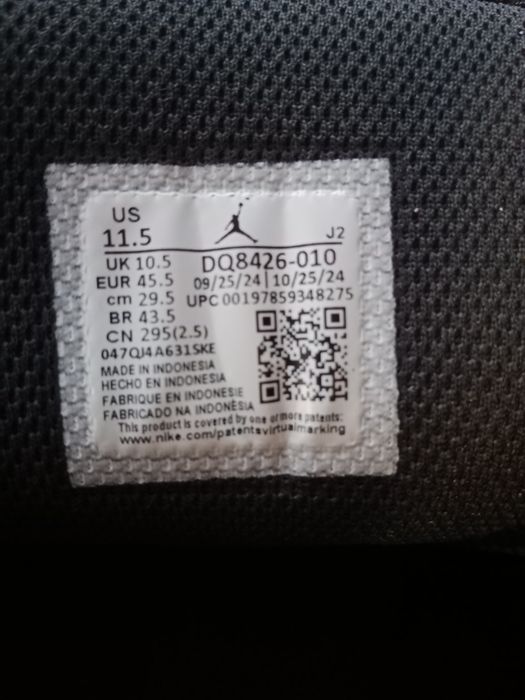 US
11.5
J2
UK 10.5
DQ8426-010
EUR 45.5
09/25/24 | 10/25/24
cm 29.5
UPC 00197859348275
BR 43.5
CN 295(2.5)
047QJ4A631SKE
MADE IN INDONESIA
HECHO EN INDONESIA
FABRIQUE EN INDONESIE
FABRICADO NA INDONÈSIA
This product is covered by one or more patents:
www.nike.com/patentsvirtualmarking